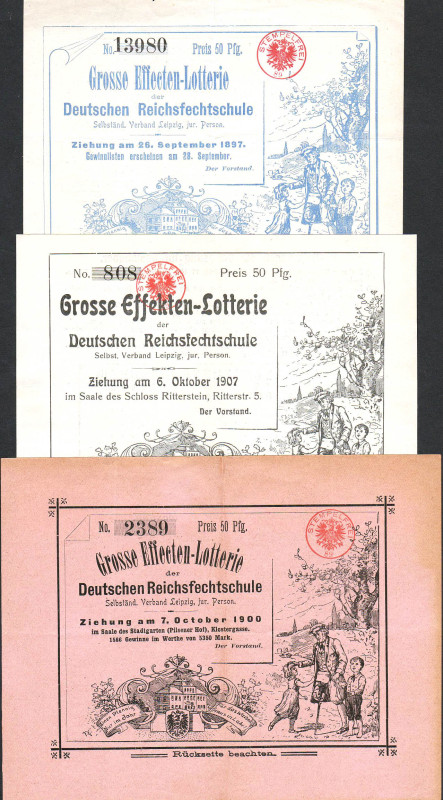 No. 13980 Preis 50 Pfg.
STEMPELFREI
Grosse Effecten-Lotterie
der
Deutschen Reichsfechtschule
Selbständ. Verband Leipzig, jur. Person.
Ziehung am 26. September 1897.
Gewinnlisten erscheinen am 28. September.
Der Vorstand.
No. 808 Preis 50 Pfg.
STEMPELFREI
Grosse Effekten-Lotterie
der
Deutschen Reichsfechtschule
Selbst. Verband Leipzig, jur. Person.
Ziehung am 6. Oktober 1907
im Saale des Schloss Ritterstein, Ritterstr. 5.
Der Vorstand.
No. 2389 Preis 50 Pfg.
STEMPELFREI
Grosse Effecten-Lotterie
der
Deutschen Reichsfechtschule
Selbständ. Verband Leipzig, jur. Person.
Ziehung am 7. October 1900
im Saale des Stadtgarten (Pilsener Hof), Klostergasse.
1586 Gewinne im Werthe von 5350 Mark.
Der Vorstand.
Rückseite beachten.